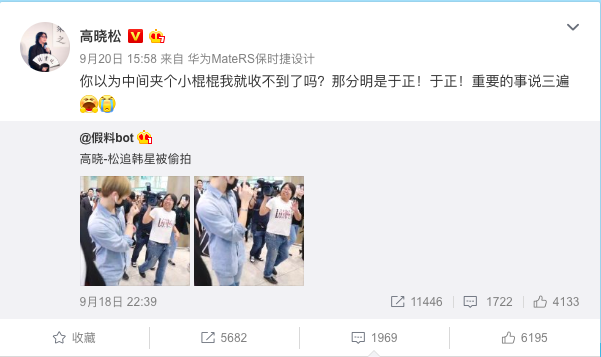 高晓松
9月20日 15:58 来自 华为MateRS保时捷设计
你以为中间夹个小棍棍我就收不到了吗？那分明是于正！于正！重要的事说三遍
@假料bot
高晓-松追韩星被偷拍
9月18日 22:39 11446 1722 4133
收藏 5682 1969 6195